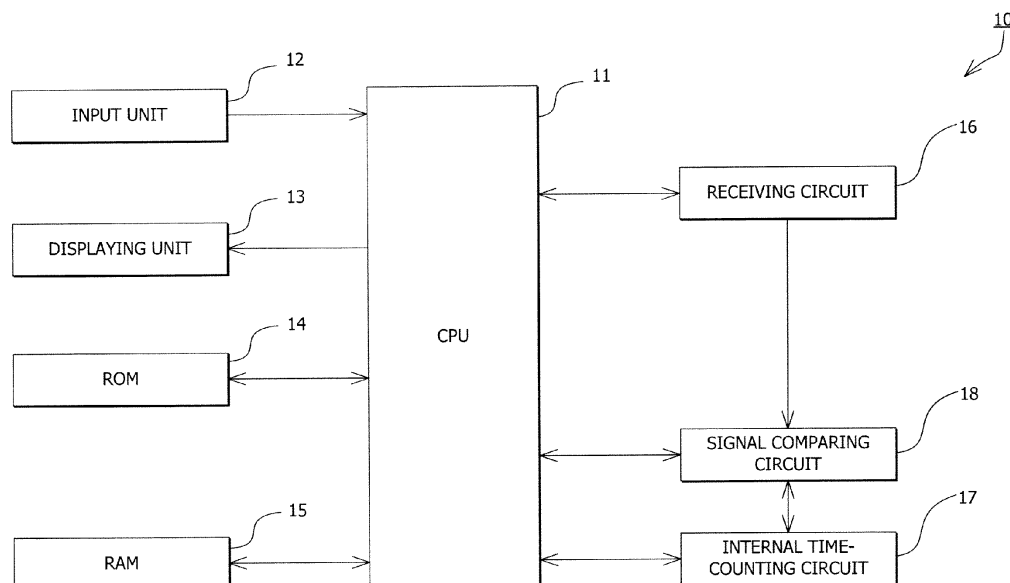 10
12
INPUT UNIT
11
16
RECEIVING CIRCUIT
13
DISPLAYING UNIT
CPU
14
ROM
18
SIGNAL COMPARING
CIRCUIT
15
RAM
17
INTERNAL TIME-
COUNTING CIRCUIT